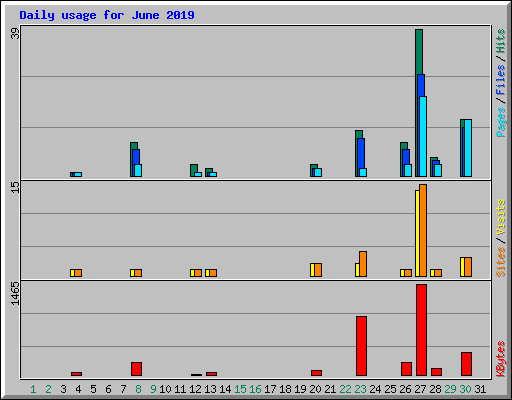 Daily usage for June 2019
39
Pages / Files / Hits
15
Sites / Visits
1465
KBytes
1 2 3 4 5 6 7 8 9 10 11 12 13 14 15 16 17 18 19 20 21 22 23 24 25 26 27 28 29 30 31